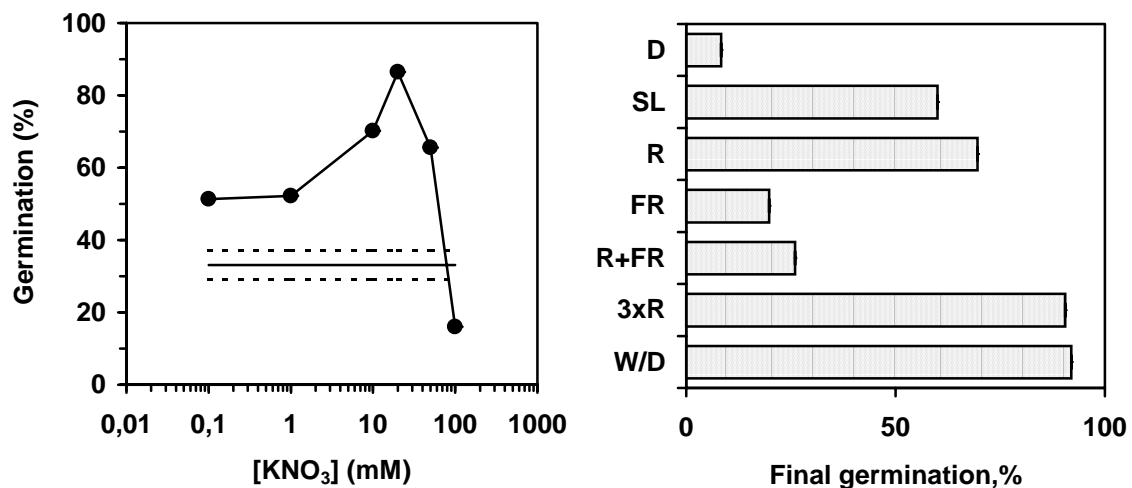 Germination (%)
100
80
60
40
20
0
0,01 0,1 1 10 100 1000
[KNO₃] (mM)
D
SL
R
FR
R+FR
3xR
W/D
0 50 100
Final germination,%